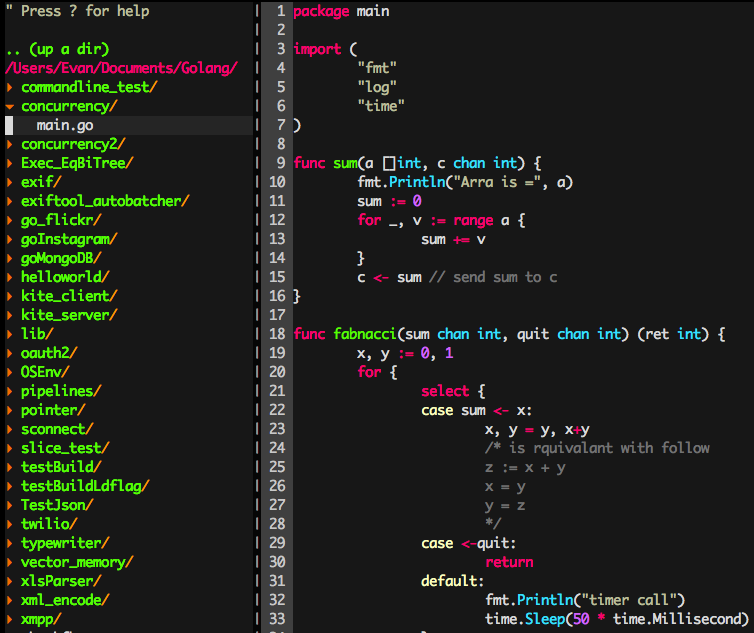 " Press ? for help
.. (up a dir)
/Users/Evan/Documents/Golang/
commandline_test/
concurrency/
main.go
concurrency2/
Exec_EqBiTree/
exif/
exiftool_autobatcher/
go_flickr/
goInstagram/
goMongoDB/
helloworld/
kite_client/
kite_server/
lib/
oauth2/
OSEnv/
pipelines/
pointer/
sconnect/
slice_test/
testBuild/
testBuildLdflag/
TestJson/
twilio/
typewriter/
vector_memory/
xlsParser/
xml_encode/
xmpp/
1 package main
2
3 import (
4 "fmt"
5 "log"
6 "time"
7 )
8
9 func sum(a []int, c chan int) {
10 fmt.Println("Arra is =", a)
11 sum := 0
12 for _, v := range a {
13 sum += v
14 }
15 c <- sum // send sum to c
16 }
17
18 func fabnacci(sum chan int, quit chan int) (ret int) {
19 x, y := 0, 1
20 for {
21 select {
22 case sum <- x:
23 x, y = y, x+y
24 /* is rquivalant with follow
25 z := x + y
26 x = y
27 y = z
28 */
29 case <-quit:
30 return
31 default:
32 fmt.Println("timer call")
33 time.Sleep(50 * time.Millisecond)